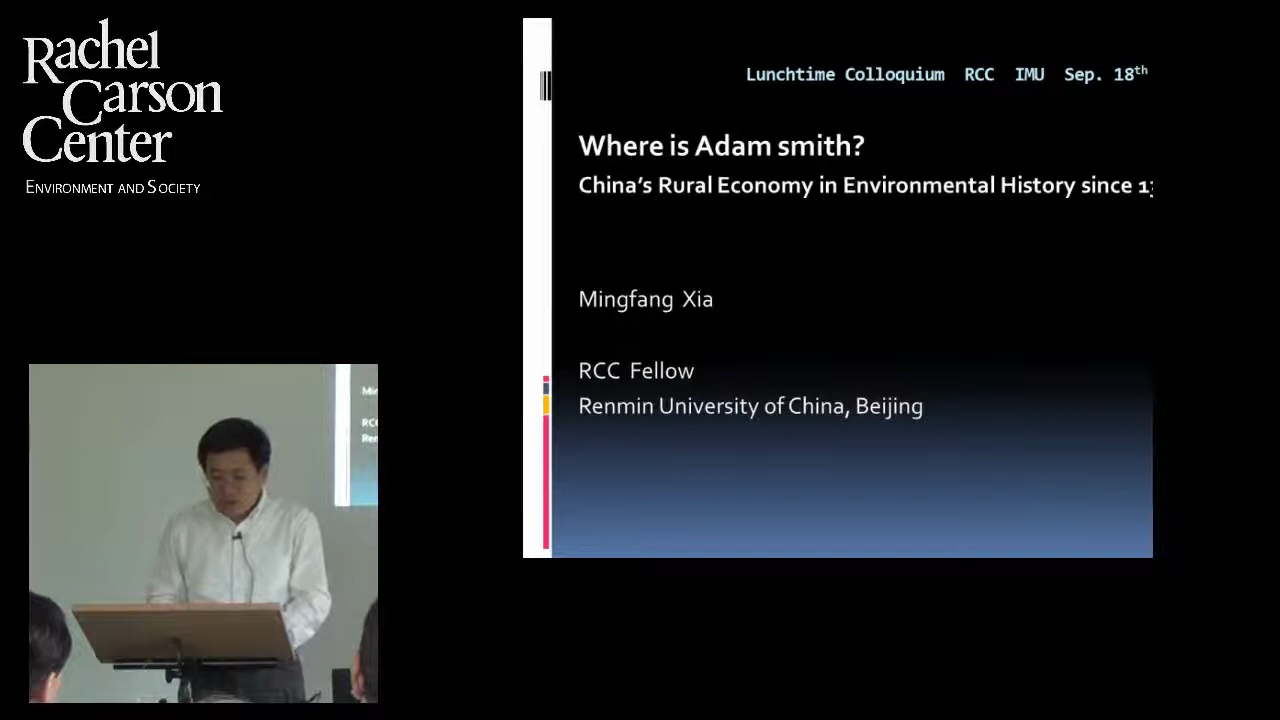 Rachel
Carson
Center
ENVIRONMENT AND SOCIETY
Lunchtime Colloquium RCC IMU Sep. 18th
Where is Adam smith?
China's Rural Economy in Environmental History since
Mingfang Xia
RCC Fellow
Renmin University of China, Beijing